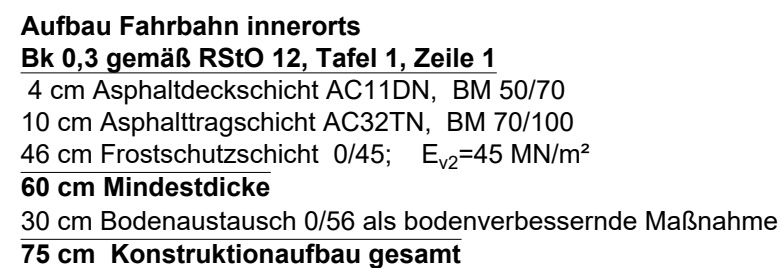 Aufbau Fahrbahn innerorts
Bk 0,3 gemäß RStO 12, Tafel 1, Zeile 1
4 cm Asphaltdeckschicht AC11DN, BM 50/70
10 cm Asphalttragschicht AC32TN, BM 70/100
46 cm Frostschutzschicht 0/45; Ev2=45 MN/m²
60 cm Mindestdicke
30 cm Bodenaustausch 0/56 als bodenverbessernde Maßnahme
75 cm Konstruktionaufbau gesamt